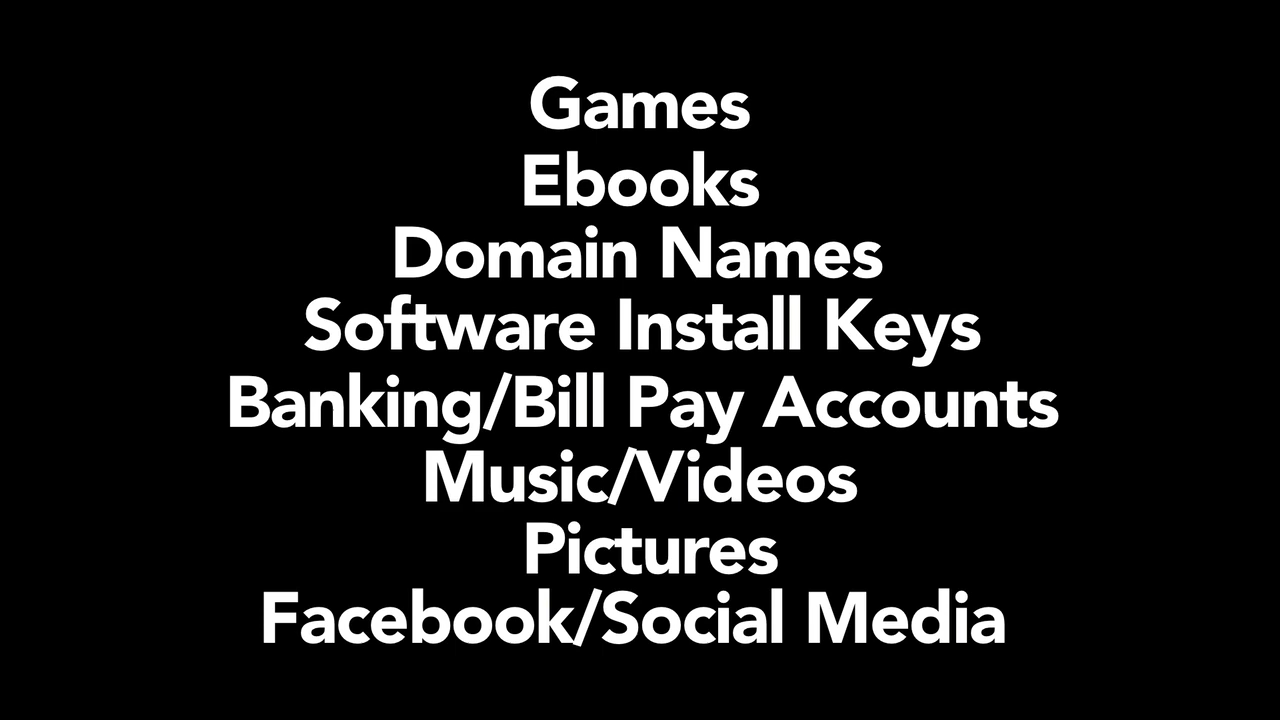 Games
Ebooks
Domain Names
Software Install Keys
Banking/Bill Pay Accounts
Music/Videos
Pictures
Facebook/Social Media